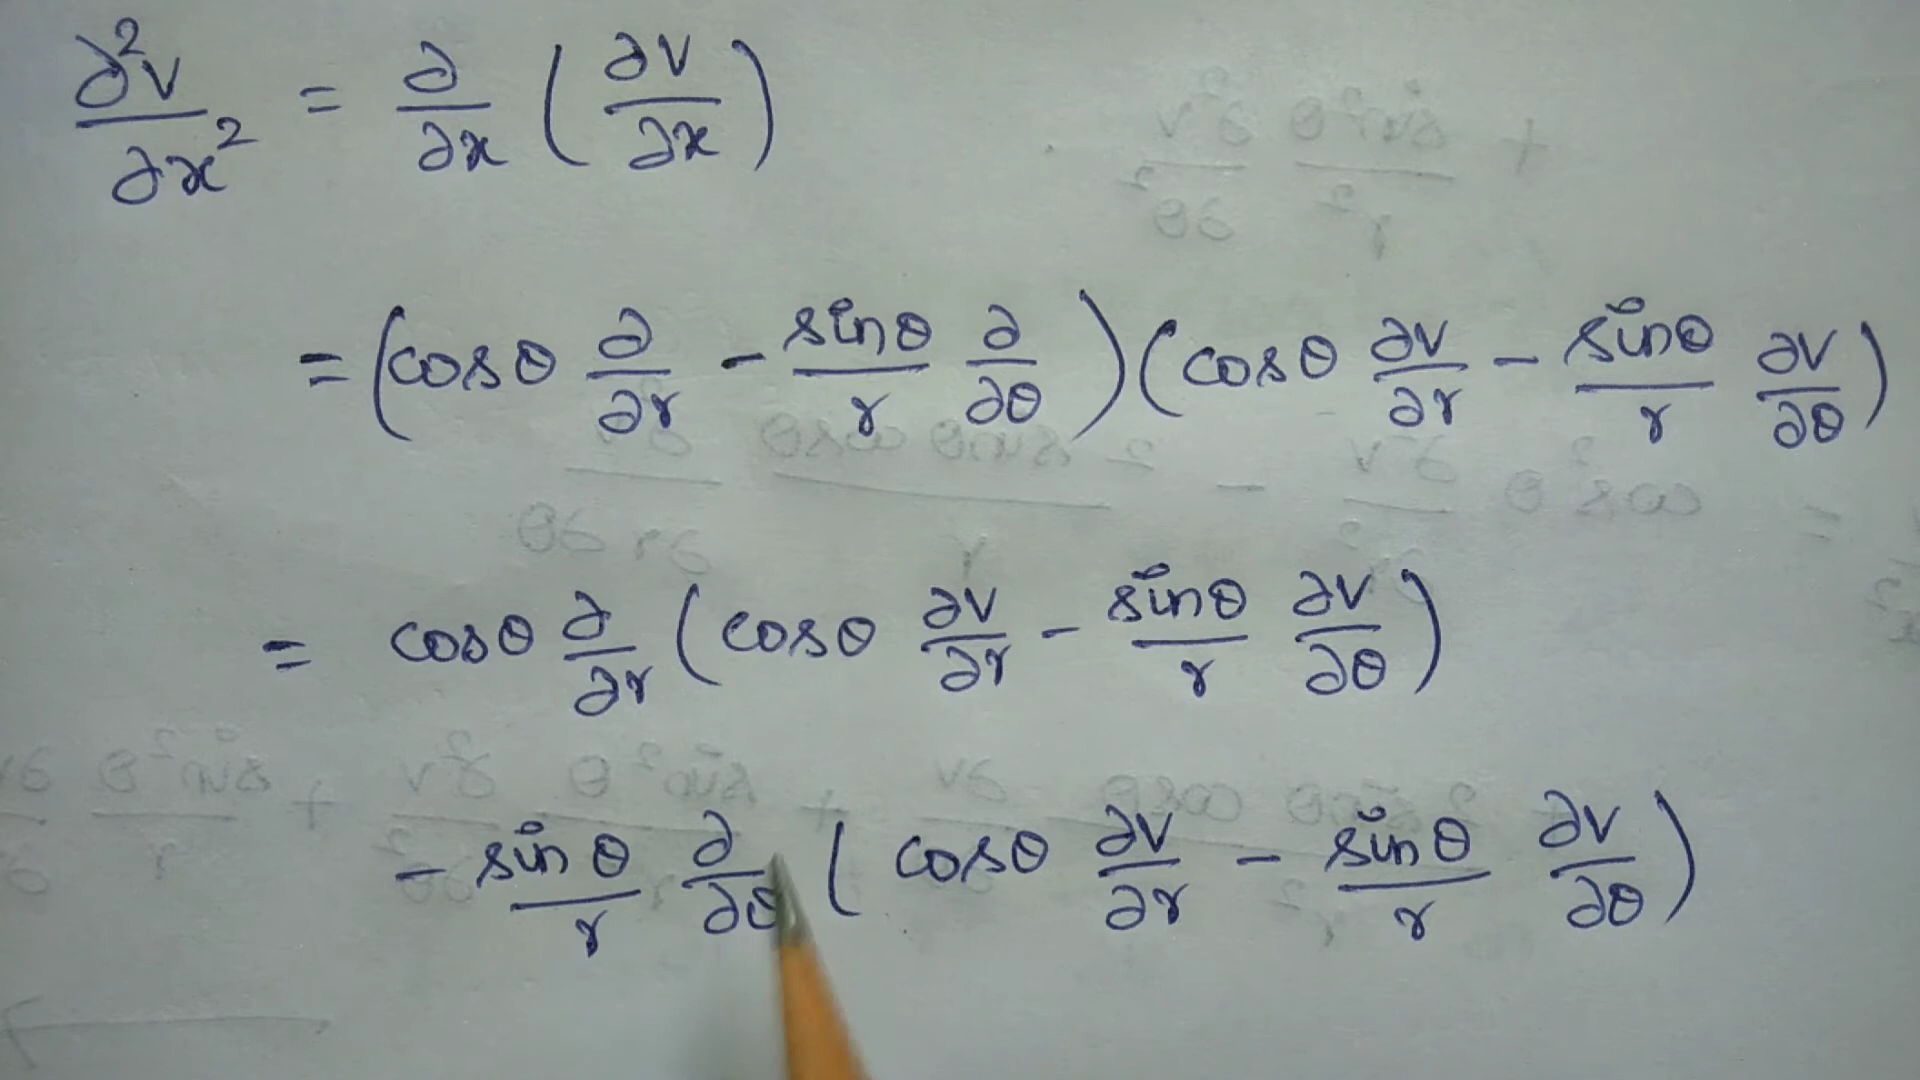 ∂²V/∂x² = ∂/∂x (∂V/∂x)
= (cosθ ∂/∂r - sinθ/r ∂/∂θ) (cosθ ∂V/∂r - sinθ/r ∂V/∂θ)
= cosθ ∂/∂r (cosθ ∂V/∂r - sinθ/r ∂V/∂θ)
- sinθ/r ∂/∂θ (cosθ ∂V/∂r - sinθ/r ∂V/∂θ)